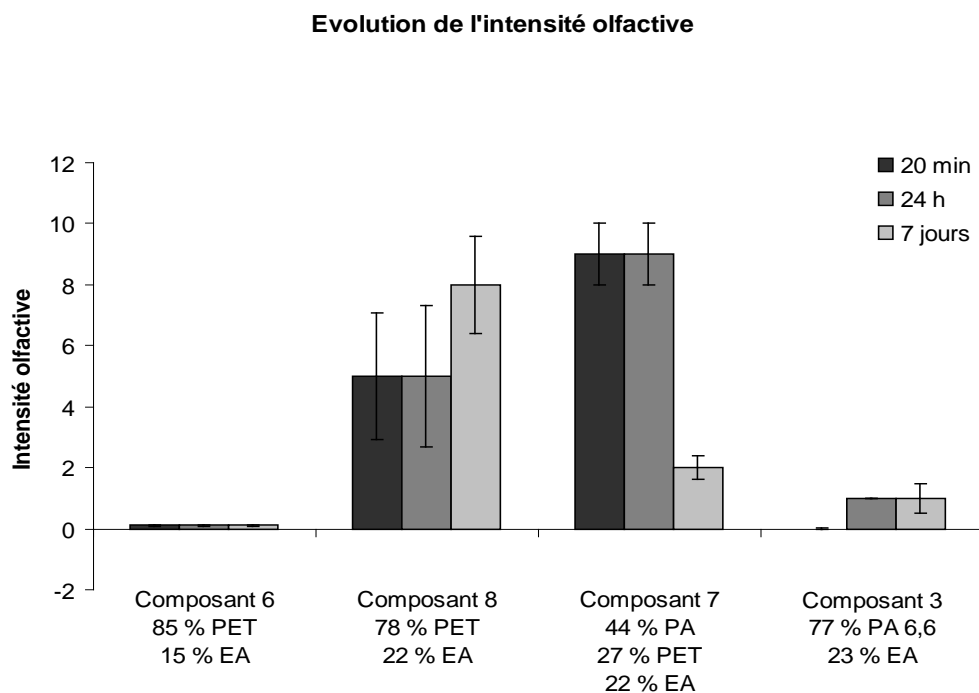 Evolution de l'intensité olfactive
20 min
24 h
7 jours
Intensité olfactive
12
10
8
6
4
2
0
-2
Composant 6
85 % PET
15 % EA
Composant 8
78 % PET
22 % EA
Composant 7
44 % PA
27 % PET
22 % EA
Composant 3
77 % PA 6,6
23 % EA